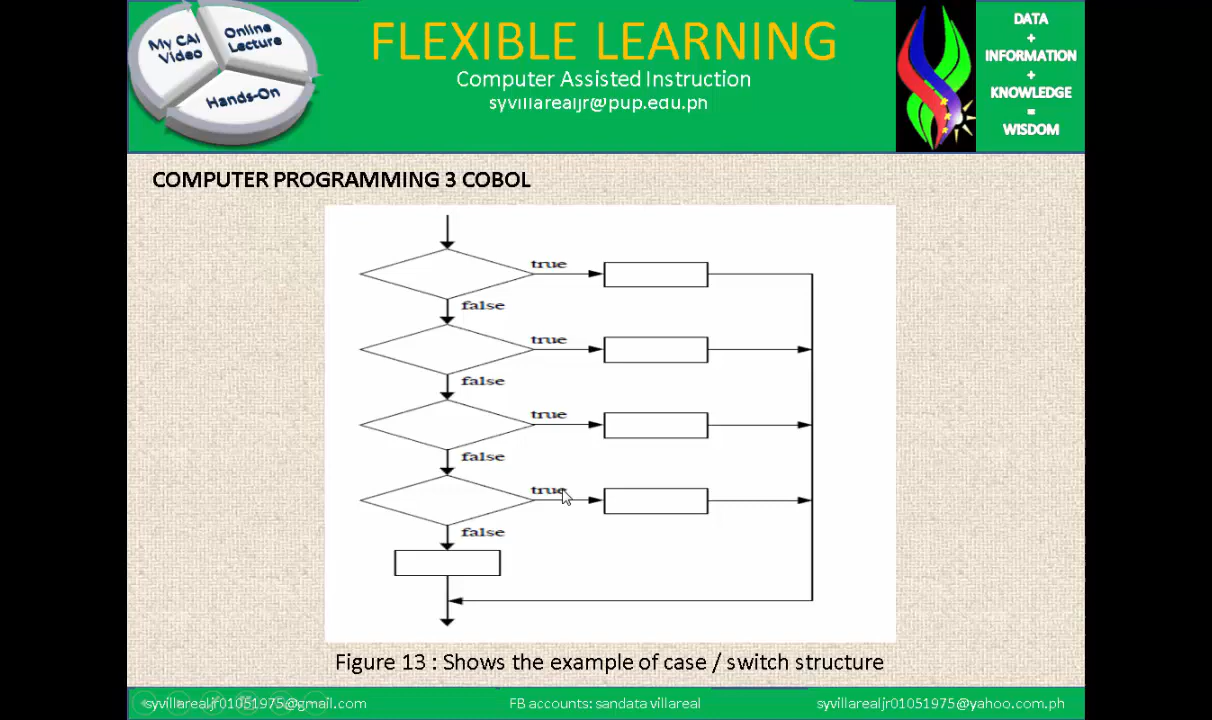 My CAI
Video
Online
Lecture
Hands-On
FLEXIBLE LEARNING
Computer Assisted Instruction
syvillarealjr@pup.edu.ph
DATA
+
INFORMATION
+
KNOWLEDGE
=
WISDOM
COMPUTER PROGRAMMING 3 COBOL
true
false
true
false
true
false
true
false
Figure 13 : Shows the example of case / switch structure
syvillarealjr01051975@gmail.com
FB accounts: sandata villareal
syvillarealjr01051975@yahoo.com.ph